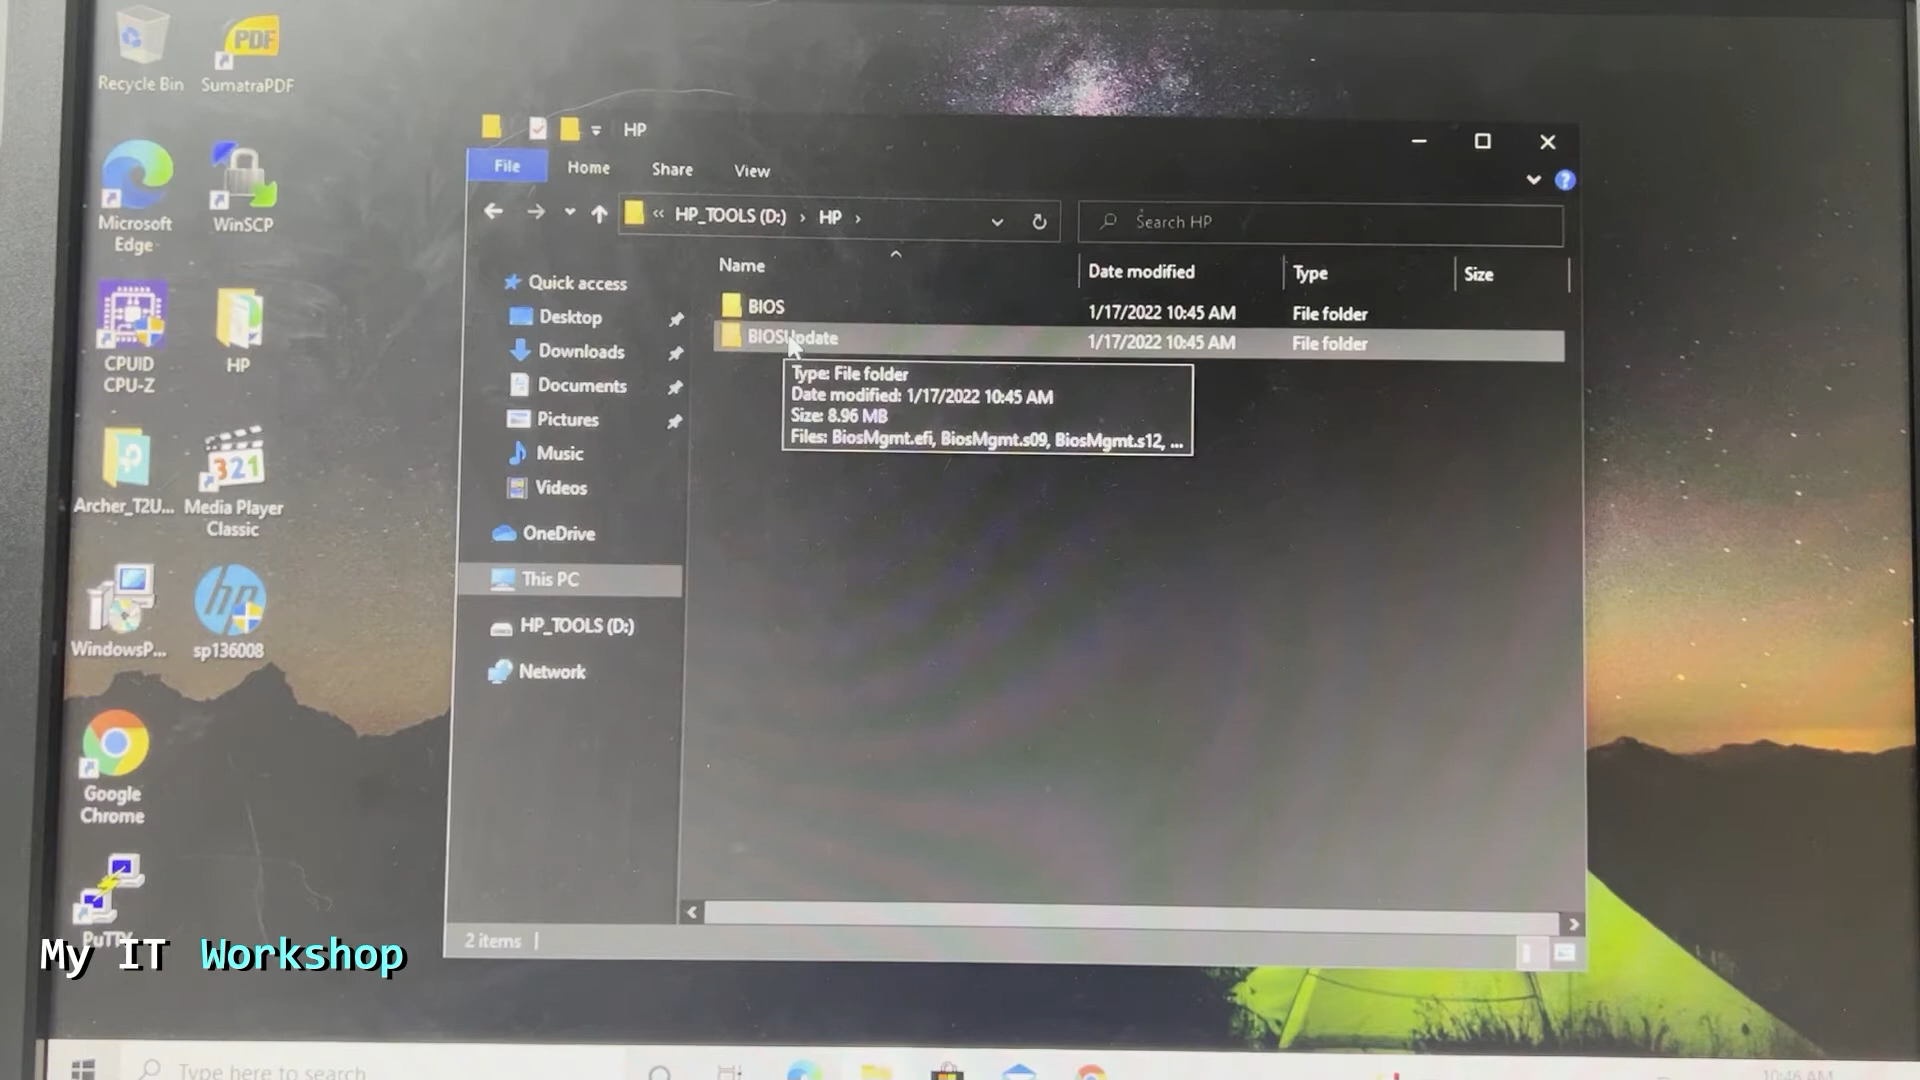 Recycle Bin
SumatraPDF
Microsoft
Edge
WinSCP
CPUID
CPU-Z
HP
Archer_T2U...
Media Player
Classic
WindowsP...
sp136008
Google
Chrome
PuTTY
HP
File
Home
Share
View
« HP_TOOLS (D:) › HP ›
Search HP
Name
Date modified
Type
Size
BIOS
1/17/2022 10:45 AM
File folder
BIOSUpdate
1/17/2022 10:45 AM
File folder
Type: File folder
Date modified: 1/17/2022 10:45 AM
Size: 8.96 MB
Files: BiosMgmt.efi, BiosMgmt.s09, BiosMgmt.s12, ...
Quick access
Desktop
Downloads
Documents
Pictures
Music
Videos
OneDrive
This PC
HP_TOOLS (D:)
Network
2 items
My IT Workshop
Type here to search
10:46 AM